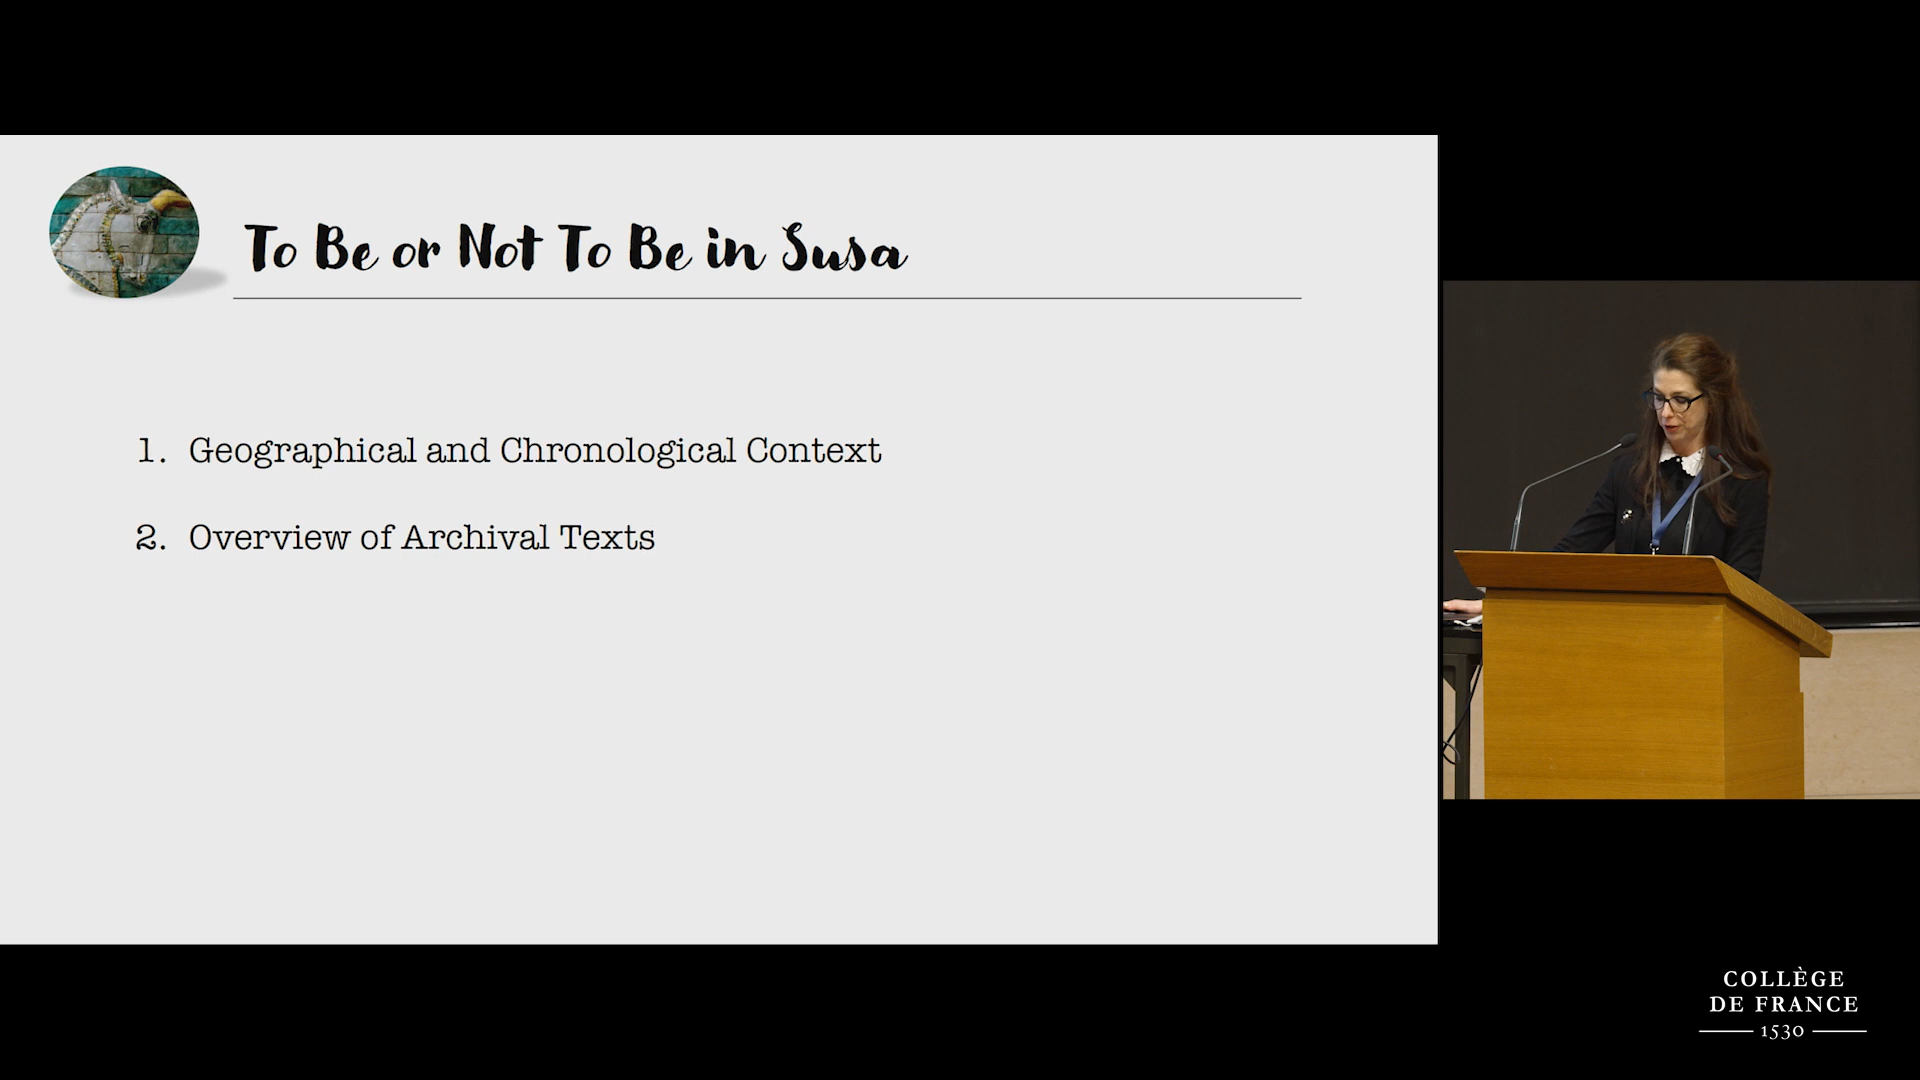 To Be or Not To Be in Susa
1. Geographical and Chronological Context
2. Overview of Archival Texts
COLLÈGE
DE FRANCE
1530